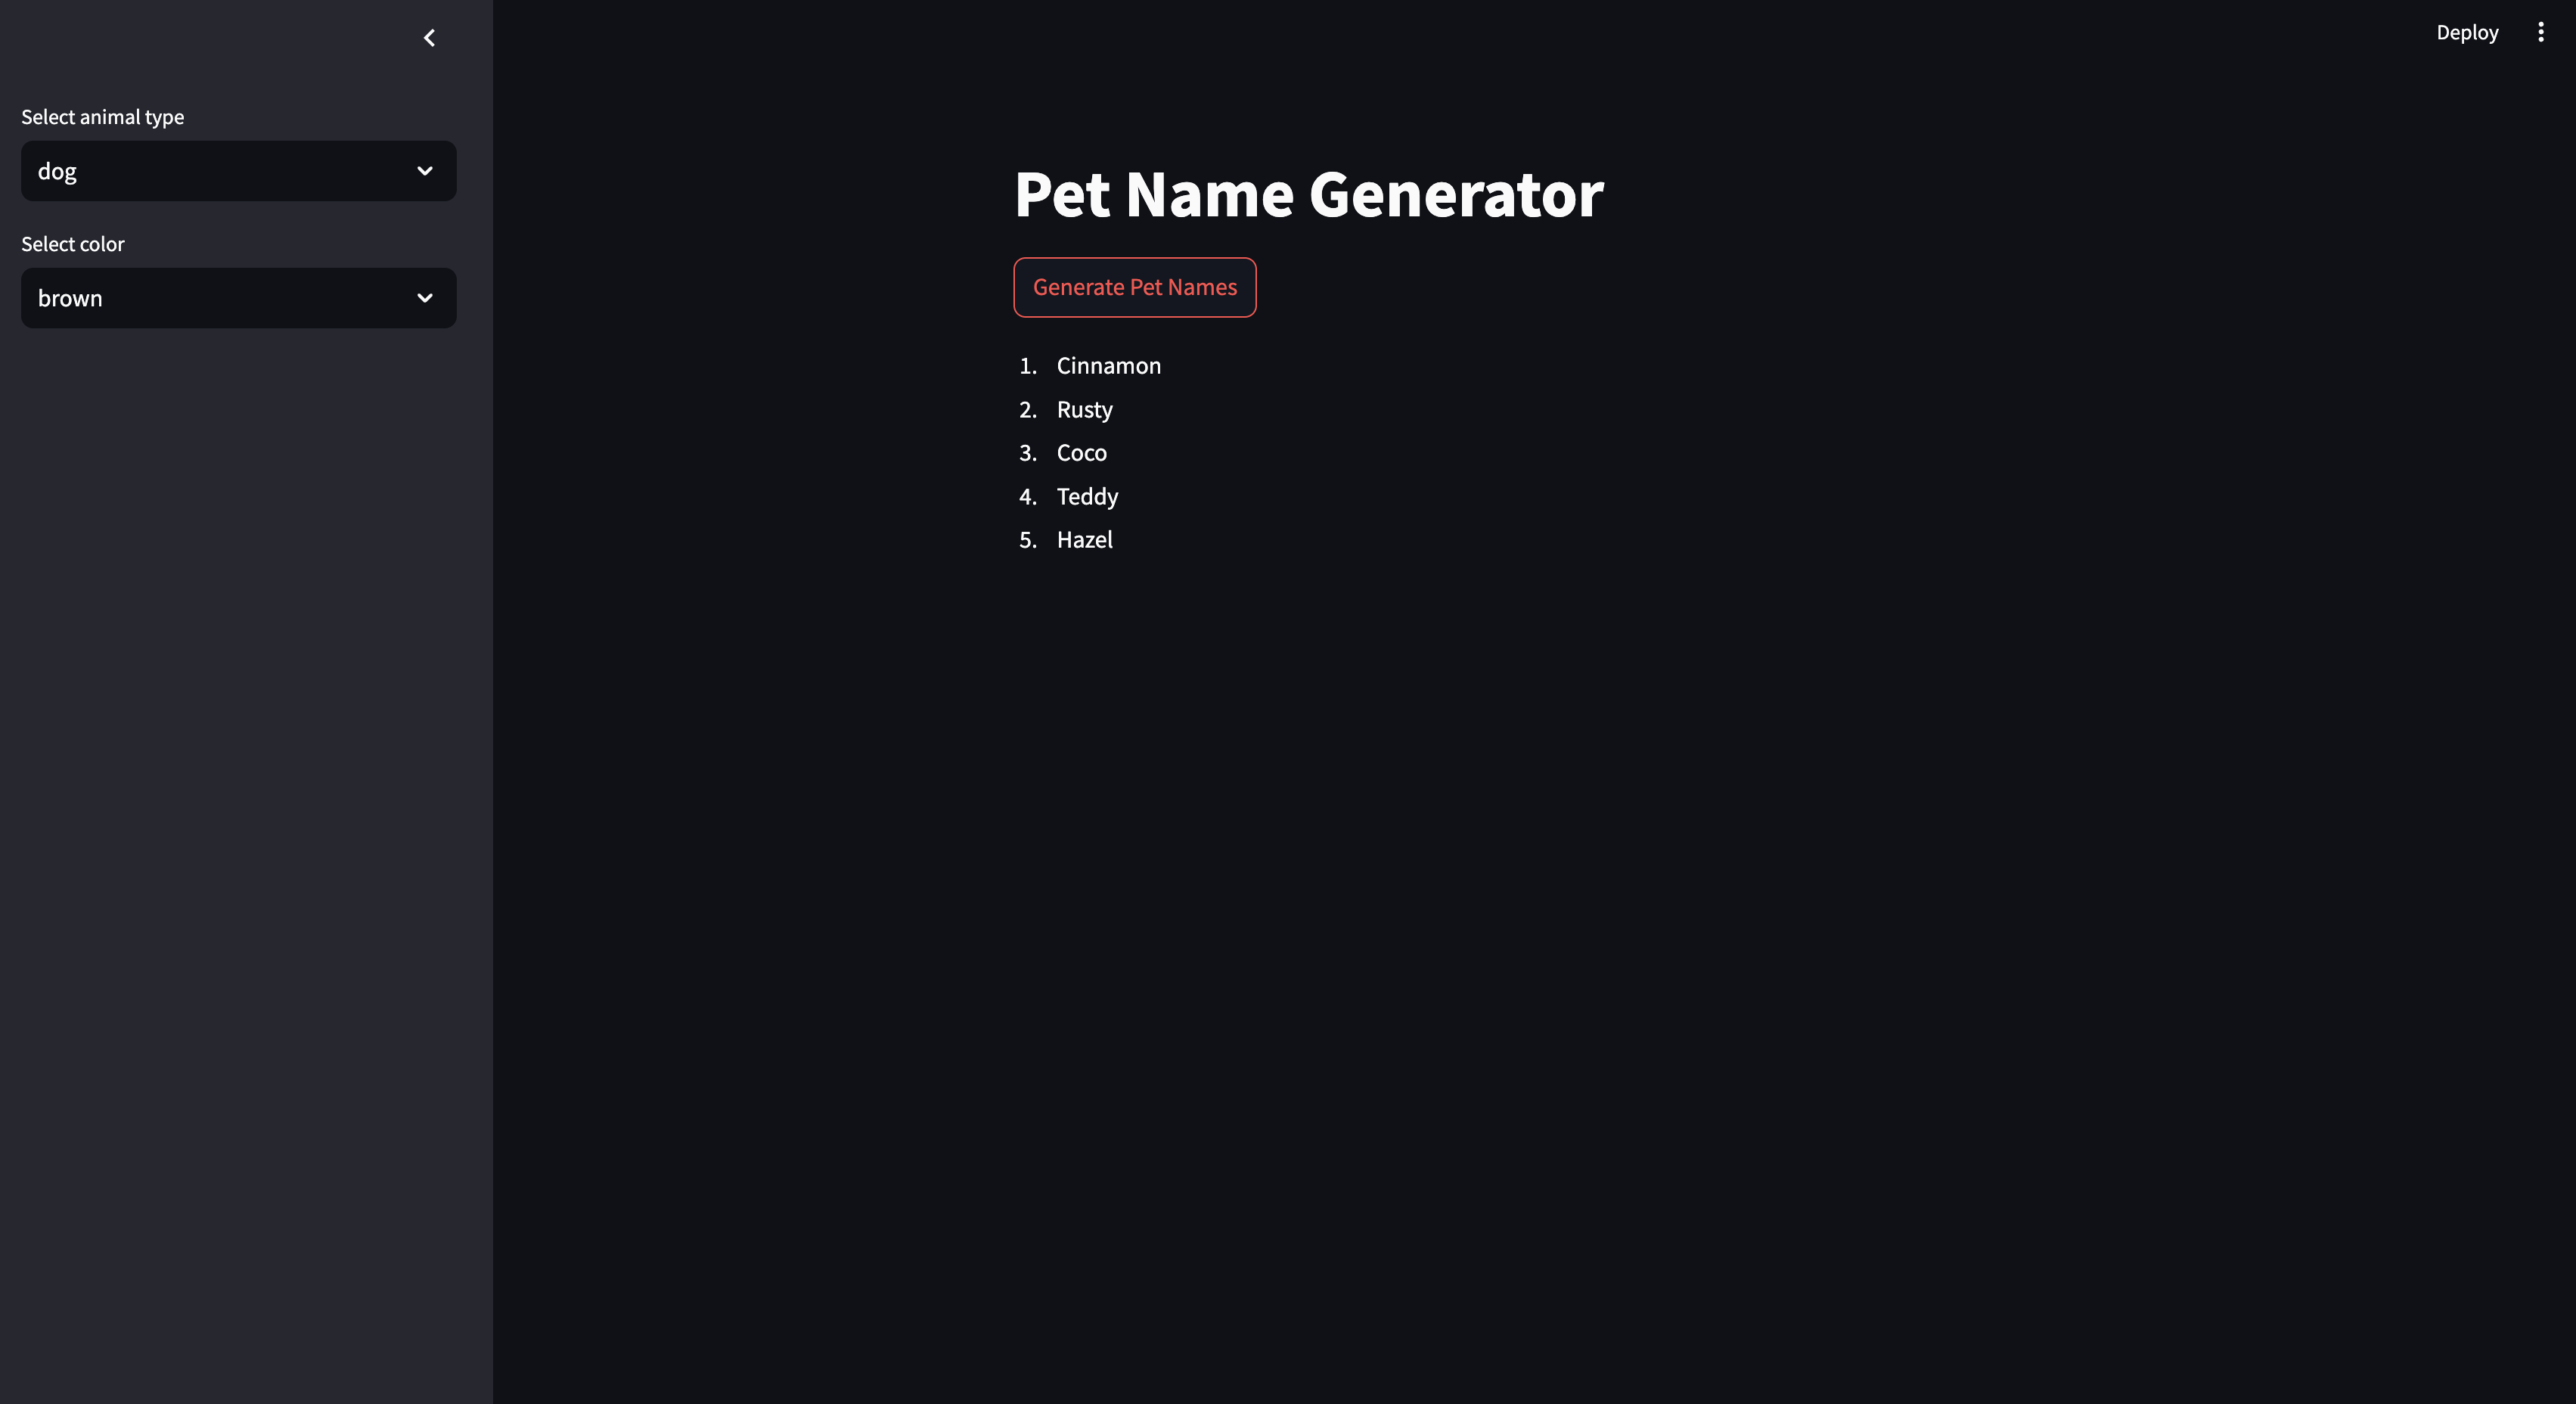 Deploy
Select animal type
dog
Select color
brown
Pet Name Generator
Generate Pet Names
1. Cinnamon
2. Rusty
3. Coco
4. Teddy
5. Hazel